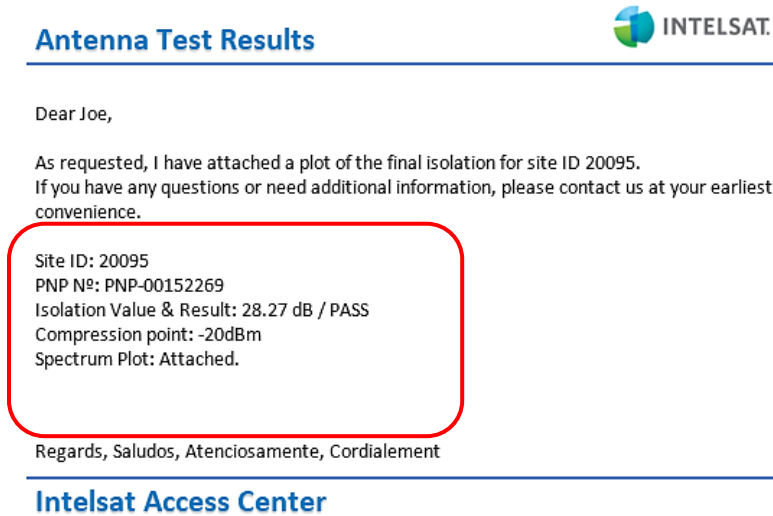 Antenna Test Results
INTELSAT.
Dear Joe,
As requested, I have attached a plot of the final isolation for site ID 20095.
If you have any questions or need additional information, please contact us at your earliest
convenience.
Site ID: 20095
PNP Nº: PNP-00152269
Isolation Value & Result: 28.27 dB / PASS
Compression point: -20dBm
Spectrum Plot: Attached.
Regards, Saludos, Atenciosamente, Cordialement
Intelsat Access Center